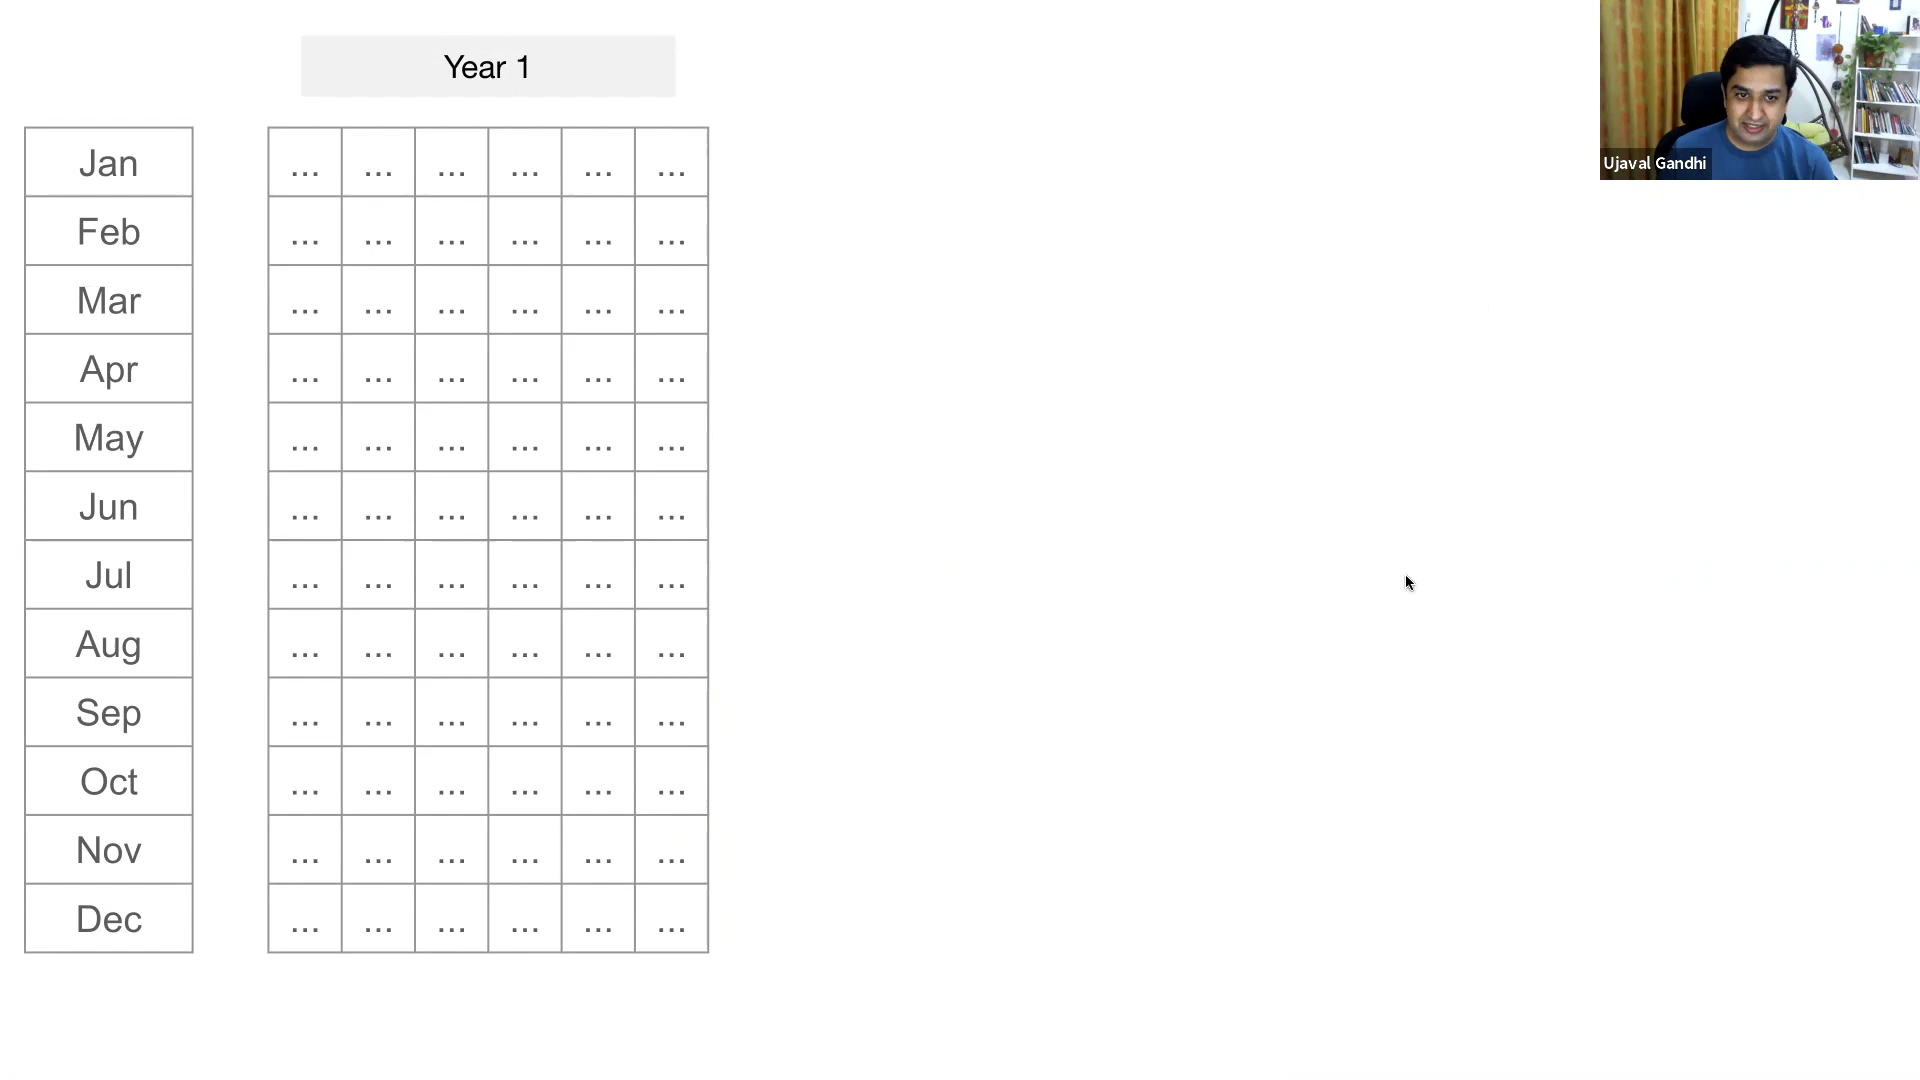 Year 1
Jan ... ... ... ... ... ...
Feb ... ... ... ... ... ...
Mar ... ... ... ... ... ...
Apr ... ... ... ... ... ...
May ... ... ... ... ... ...
Jun ... ... ... ... ... ...
Jul ... ... ... ... ... ...
Aug ... ... ... ... ... ...
Sep ... ... ... ... ... ...
Oct ... ... ... ... ... ...
Nov ... ... ... ... ... ...
Dec ... ... ... ... ... ...
Ujaval Gandhi